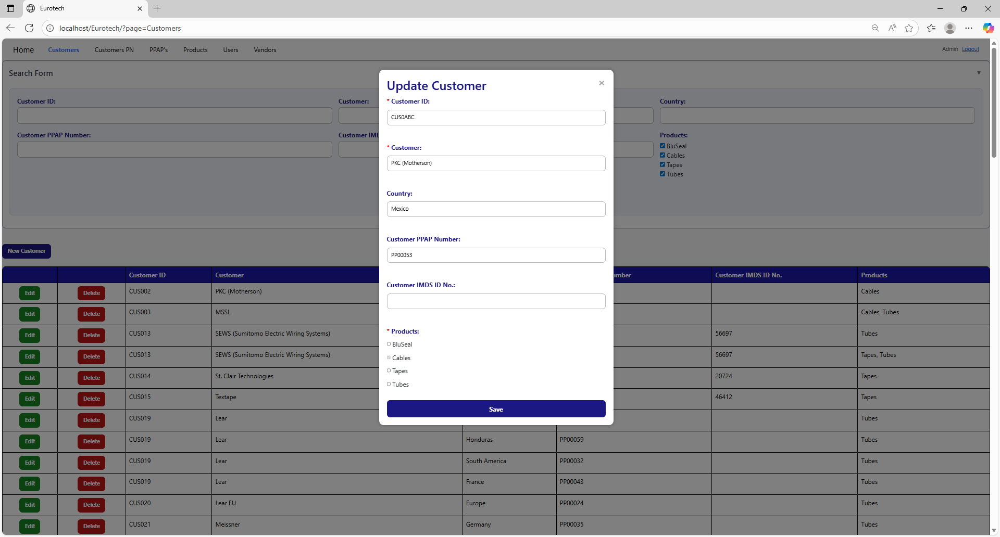 Eurotech
localhost/Eurotech/?page=Customers
Home Customers Customers PN PPAP's Products Users Vendors Admin Logout
Search Form
Customer ID: Customer: Country:
Customer PPAP Number: Customer IMD Products:
BluSeal
Cables
Tapes
Tubes
Update Customer
* Customer ID:
CUS0ABC
* Customer:
PKC (Motherson)
Country:
Mexico
Customer PPAP Number:
PP00053
Customer IMDS ID No.:
* Products:
BluSeal
Cables
Tapes
Tubes
Save
New Customer
Customer ID Customer umber Customer IMDS ID No. Products
Edit Delete CUS002 PKC (Motherson) Cables
Edit Delete CUS003 MSSL Cables, Tubes
Edit Delete CUS013 SEWS (Sumitomo Electric Wiring Systems) 56697 Tubes
Edit Delete CUS013 SEWS (Sumitomo Electric Wiring Systems) 56697 Tapes, Tubes
Edit Delete CUS014 St. Clair Technologies 20724 Tapes
Edit Delete CUS015 Textape 46412 Tapes
Edit Delete CUS019 Lear Tubes
Edit Delete CUS019 Lear Honduras PP00059 Tubes
Edit Delete CUS019 Lear South America PP00032 Tubes
Edit Delete CUS019 Lear France PP00043 Tubes
Edit Delete CUS020 Lear EU Europe PP00024 Tubes
Edit Delete CUS021 Meissner Germany PP00035 Tubes